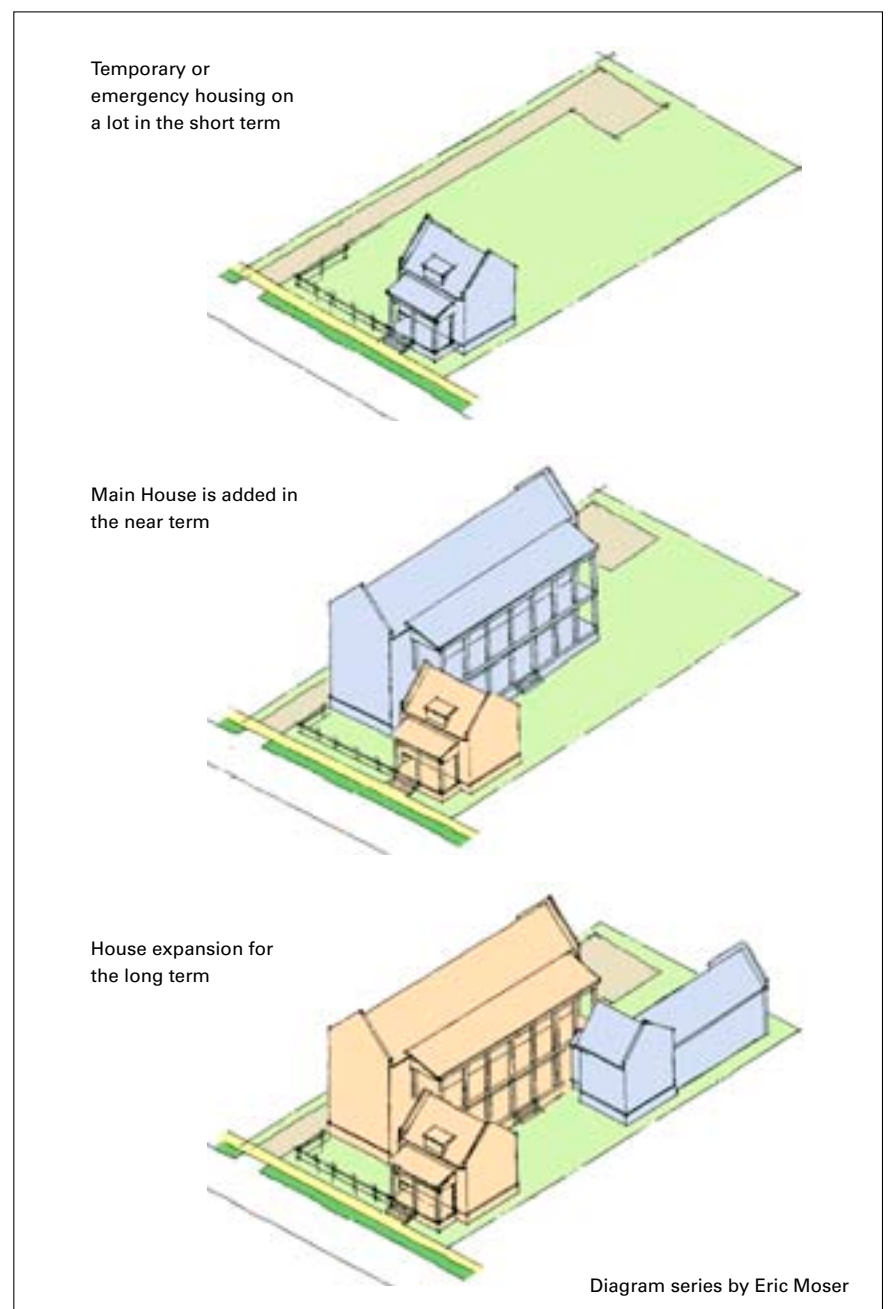 Temporary or
emergency housing on
a lot in the short term
Main House is added in
the near term
House expansion for
the long term
Diagram series by Eric Moser